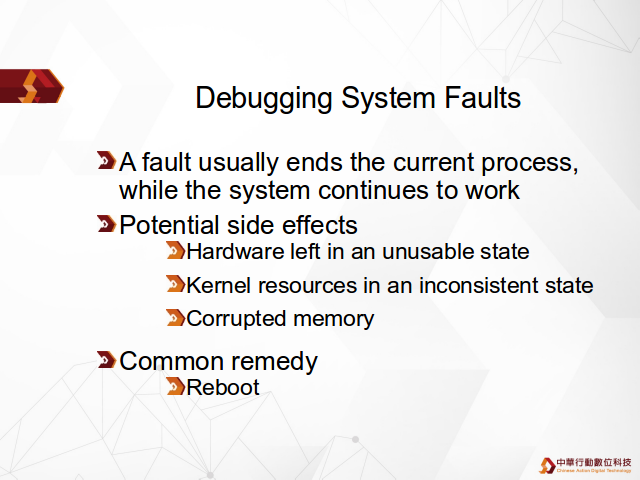 Debugging System Faults
A fault usually ends the current process,
while the system continues to work
Potential side effects
Hardware left in an unusable state
Kernel resources in an inconsistent state
Corrupted memory
Common remedy
Reboot
中華行動數位科技
Chinese Action Digital Technology